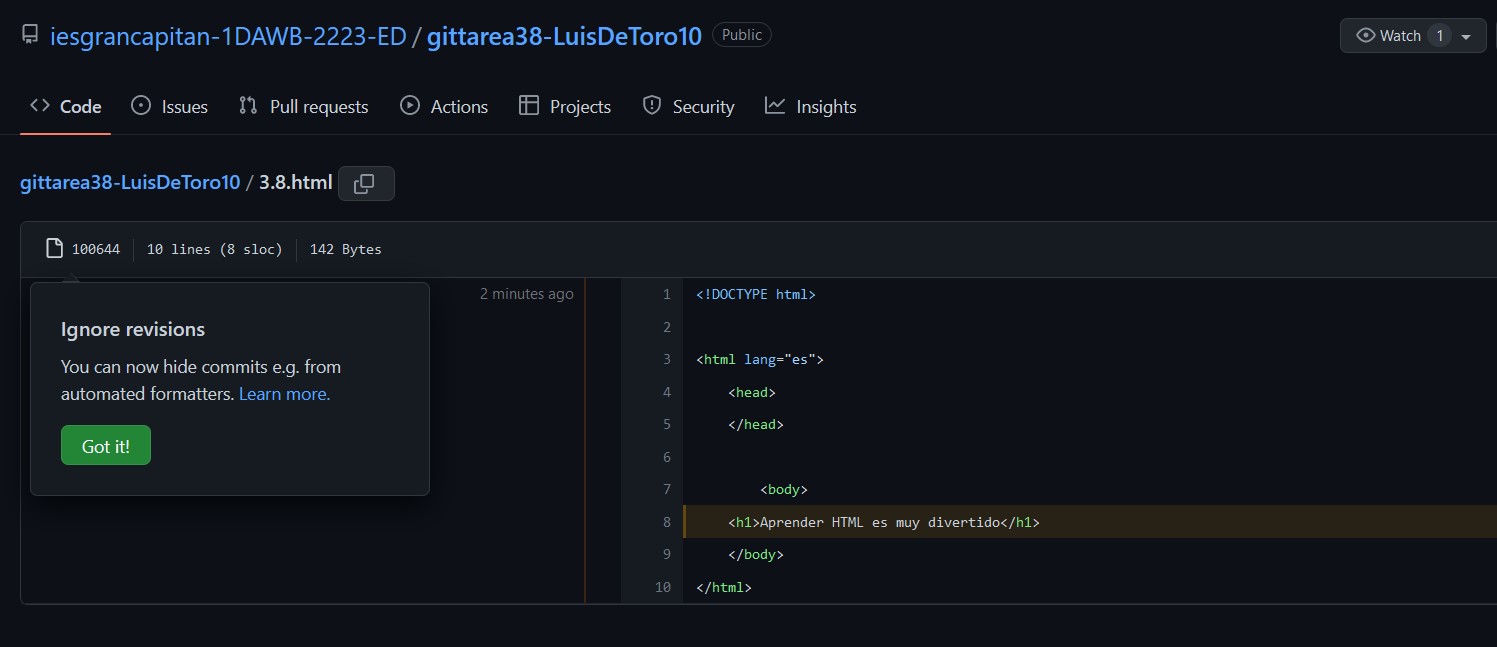 iesgrancapitan-1DAWB-2223-ED / gittarea38-LuisDeToro10 Public Watch 1
Code Issues Pull requests Actions Projects Security Insights
gittarea38-LuisDeToro10 / 3.8.html
100644 10 lines (8 sloc) 142 Bytes
Ignore revisions
You can now hide commits e.g. from
automated formatters. Learn more.
Got it!
2 minutes ago
1 <!DOCTYPE html>
2
3 <html lang="es">
4 <head>
5 </head>
6
7 <body>
8 <h1>Aprender HTML es muy divertido</h1>
9 </body>
10 </html>